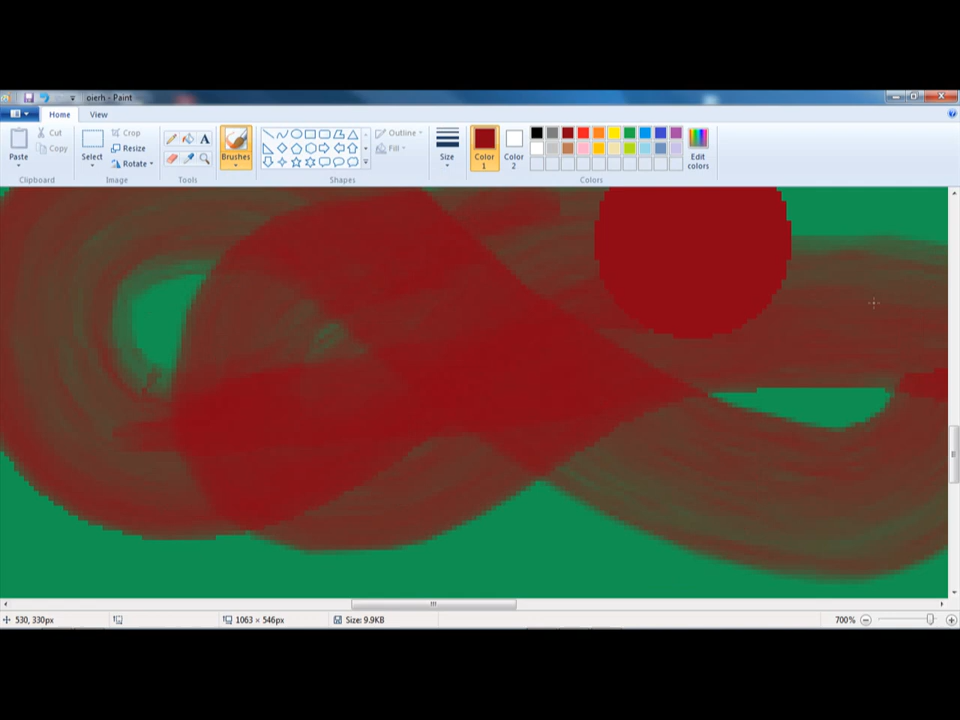 oierh - Paint
Home View
Paste Cut Copy
Select Crop Resize Rotate
A
Brushes
Outline Fill
Size
Color 1
Color 2
Edit colors
Clipboard Image Tools Shapes Colors
530, 330px 1063 × 546px Size: 9.9KB 700%